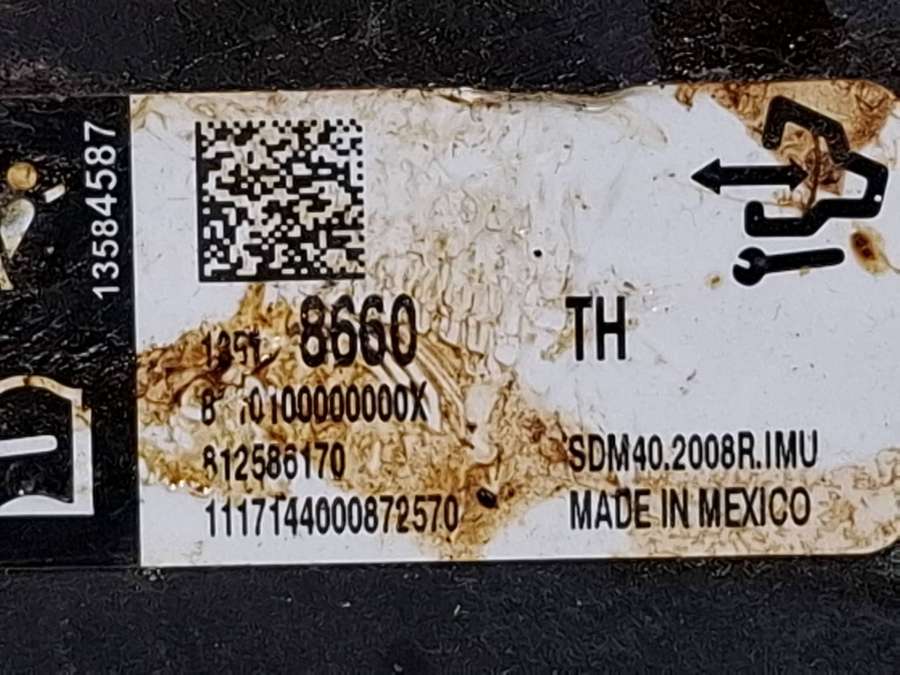 13584587
8660 TH
812586170
SDM40.2008R.IMU
1117144000872570
MADE IN MEXICO